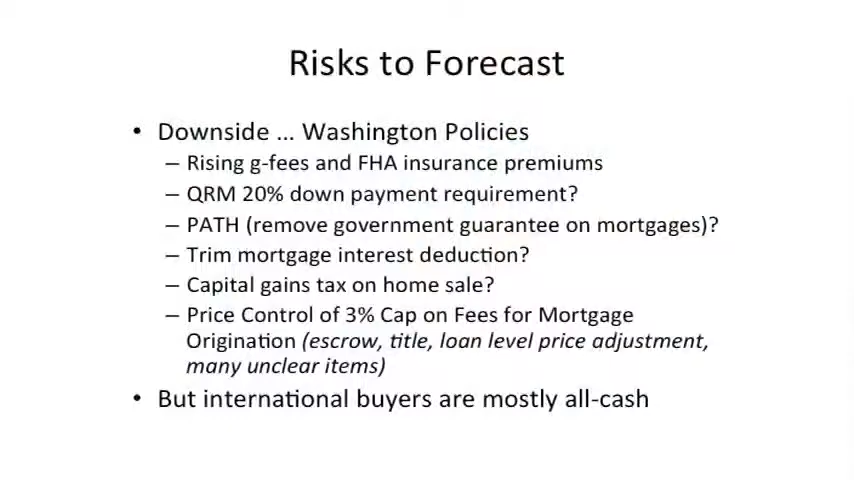 Risks to Forecast
• Downside ... Washington Policies
– Rising g-fees and FHA insurance premiums
– QRM 20% down payment requirement?
– PATH (remove government guarantee on mortgages)?
– Trim mortgage interest deduction?
– Capital gains tax on home sale?
– Price Control of 3% Cap on Fees for Mortgage
Origination (escrow, title, loan level price adjustment,
many unclear items)
• But international buyers are mostly all-cash